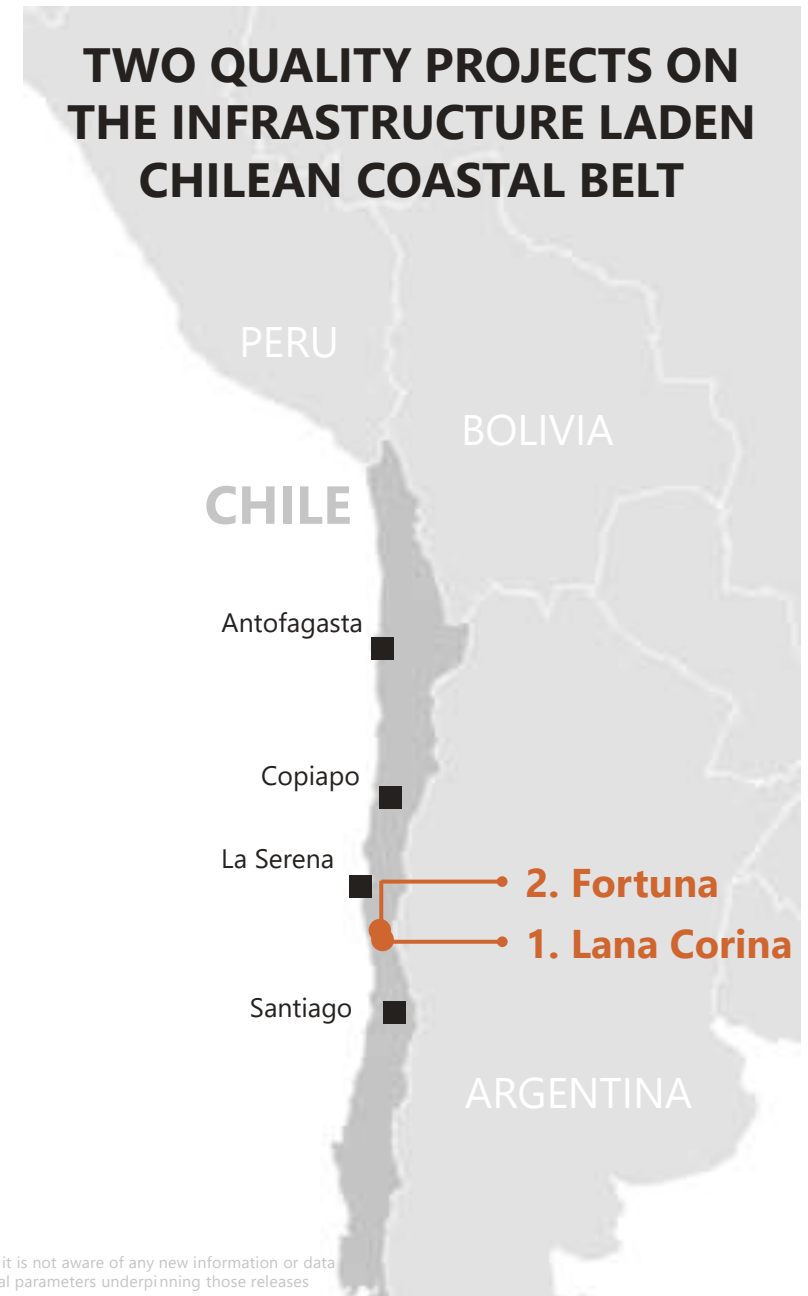 TWO QUALITY PROJECTS ON
THE INFRASTRUCTURE LADEN
CHILEAN COASTAL BELT
PERU
BOLIVIA
CHILE
Antofagasta
Copiapo
La Serena
2. Fortuna
1. Lana Corina
Santiago
ARGENTINA
it is not aware of any new information or data
al parameters underpinning those releases